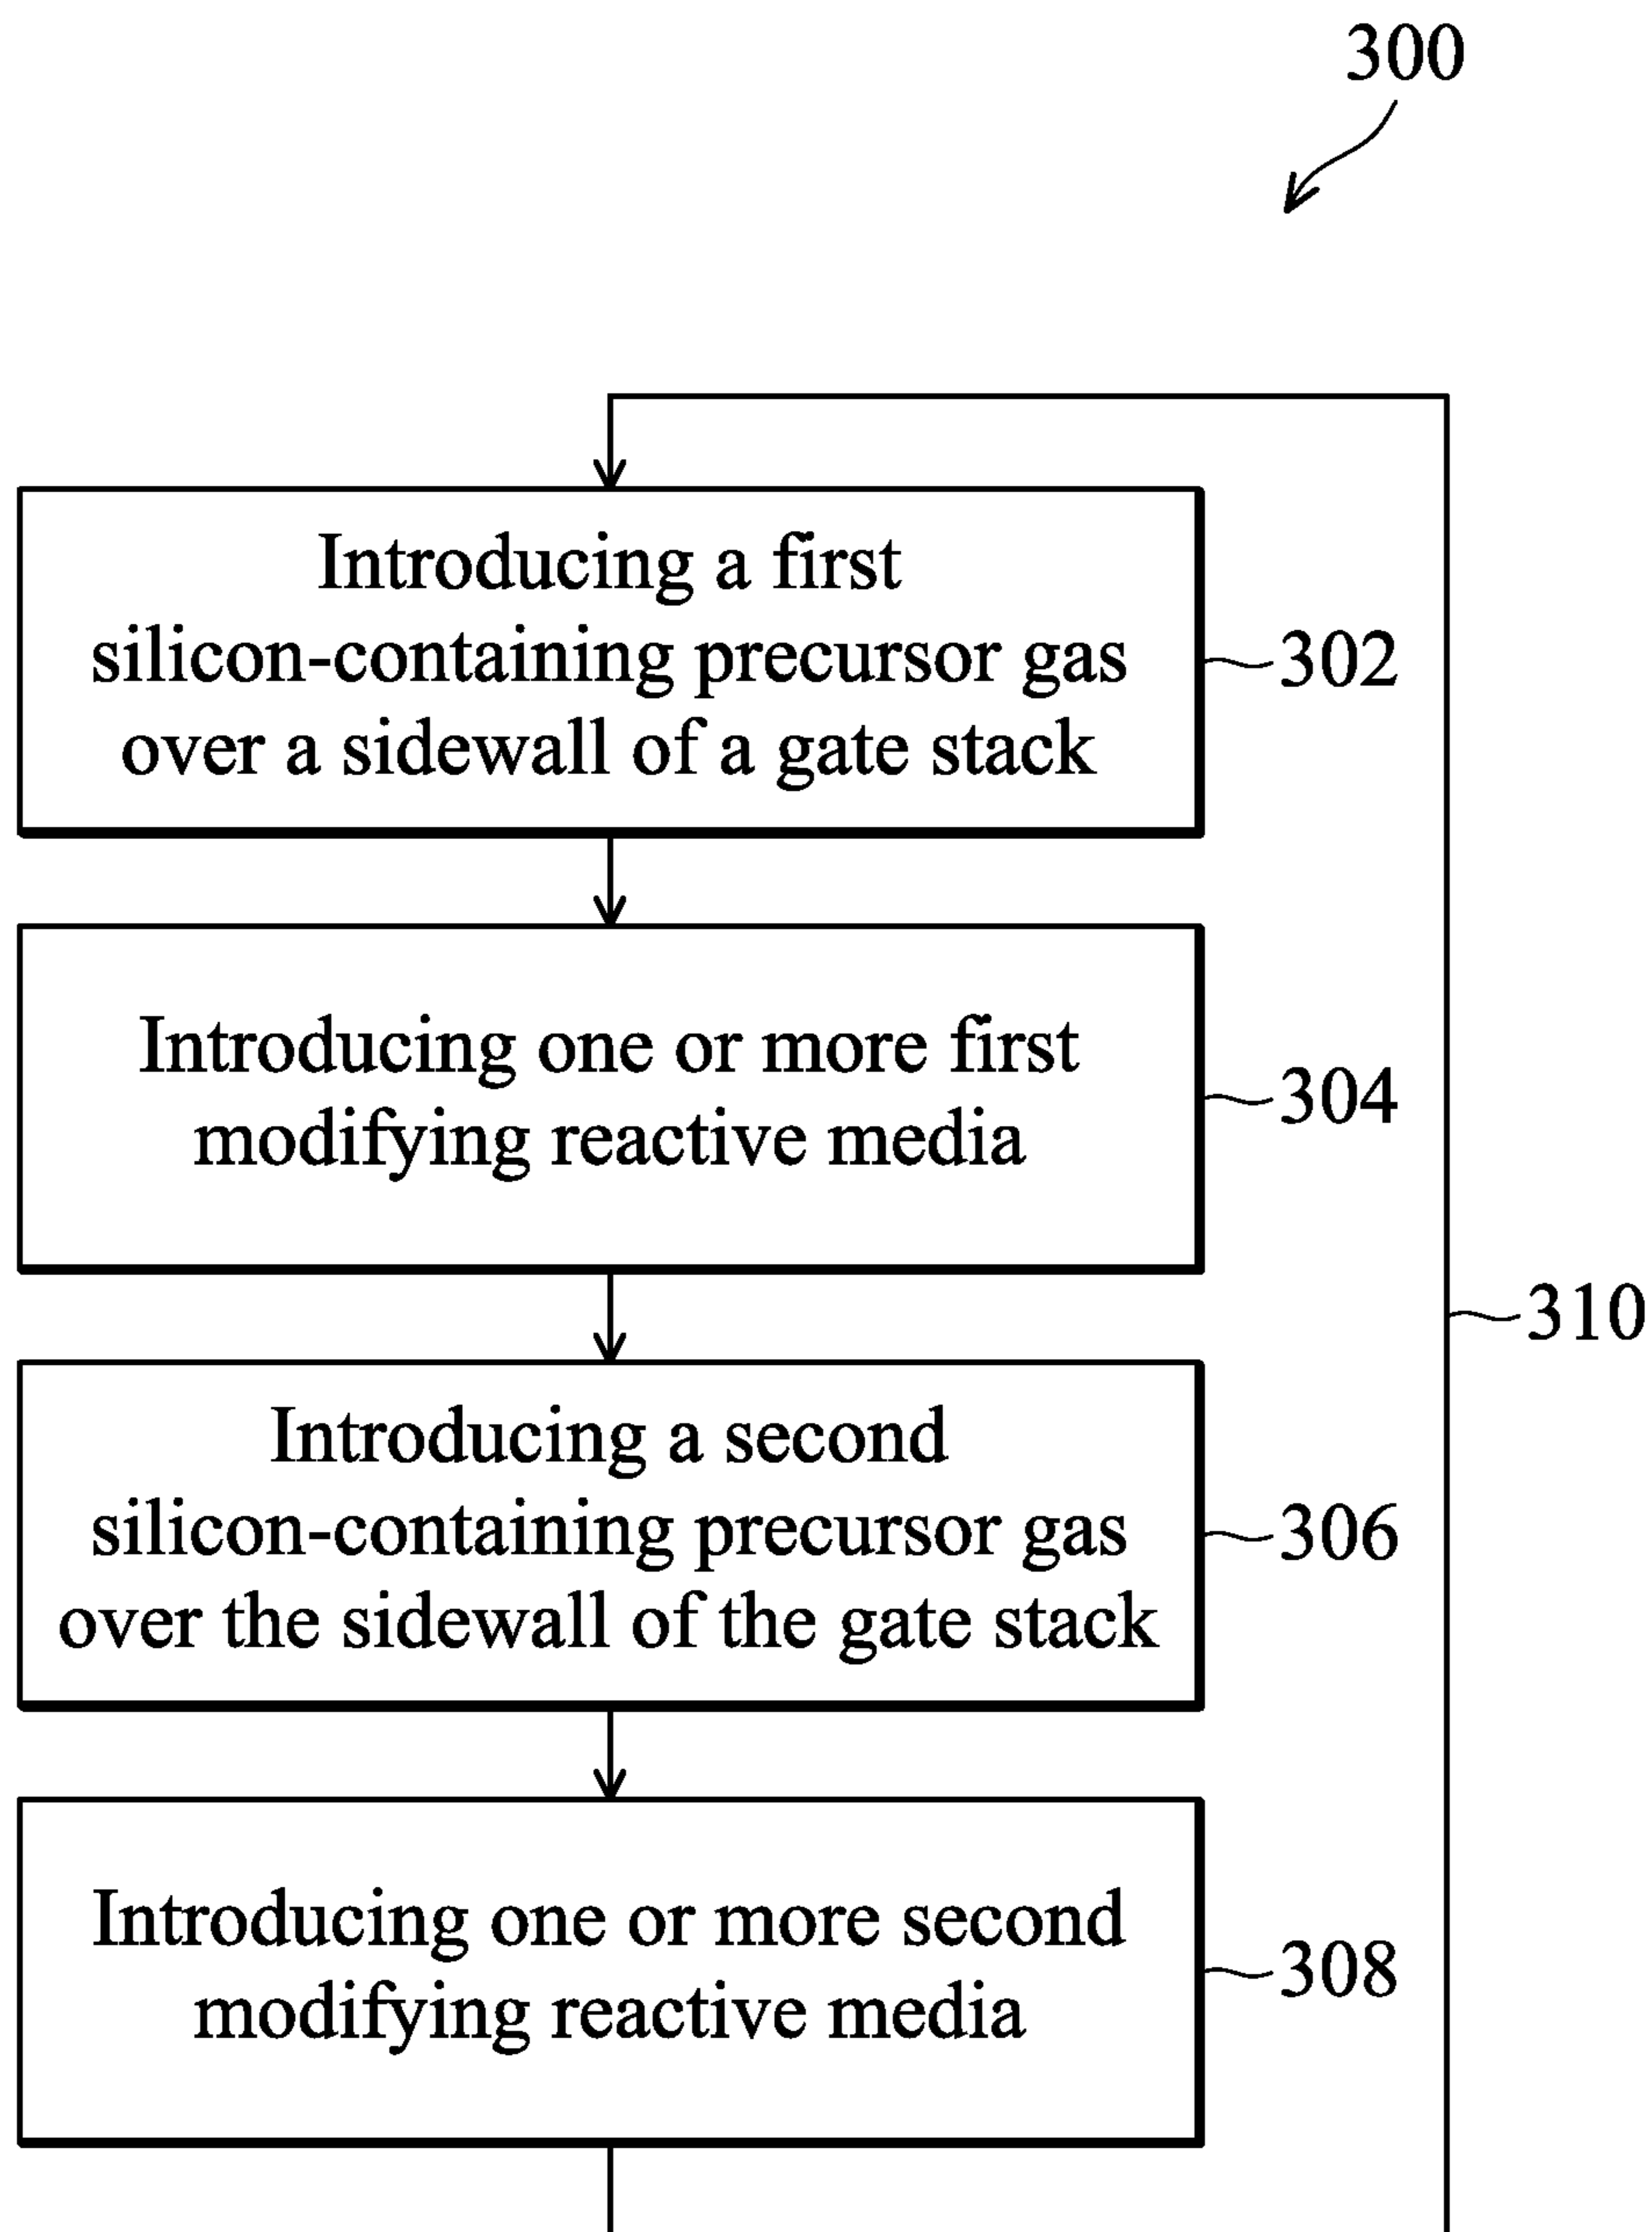 300
Introducing a first
silicon-containing precursor gas
over a sidewall of a gate stack
302
Introducing one or more first
modifying reactive media
304
310
Introducing a second
silicon-containing precursor gas
over the sidewall of the gate stack
306
Introducing one or more second
modifying reactive media
308